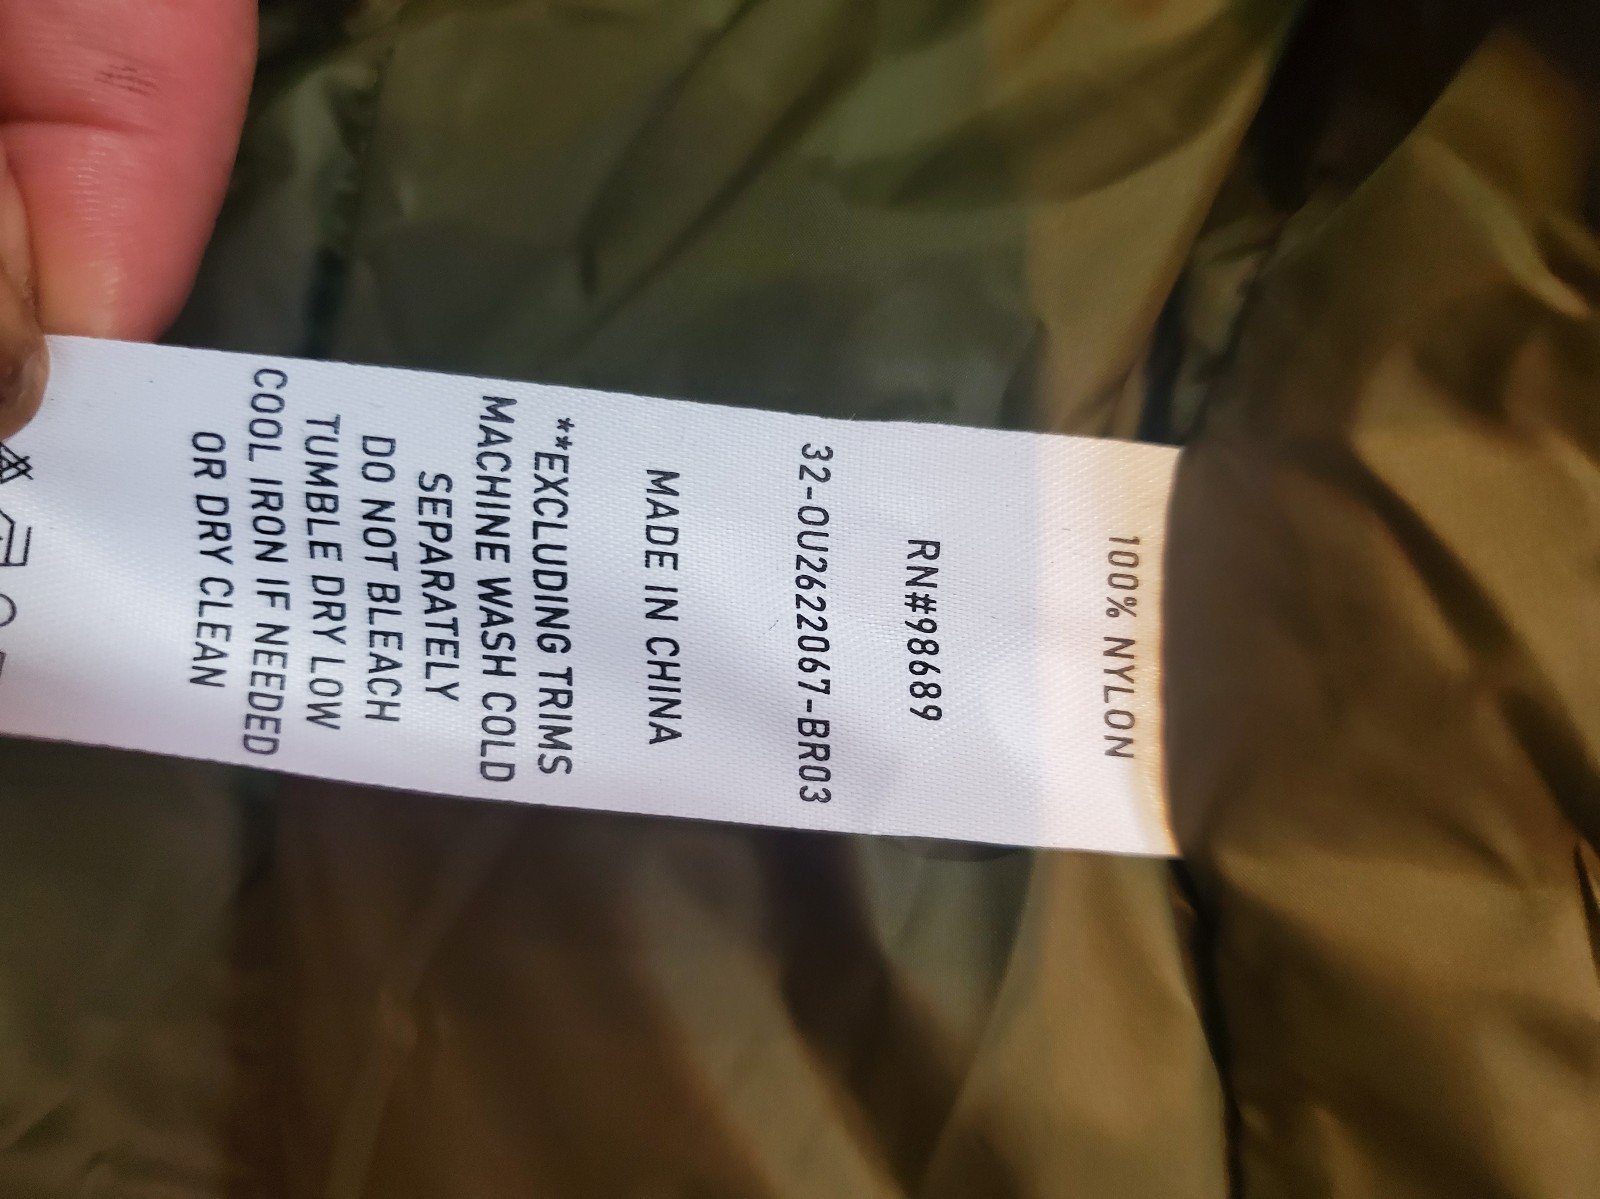 100% NYLON
RN#98689
32-0U2622067-BR03
MADE IN CHINA
**EXCLUDING TRIMS
MACHINE WASH COLD
SEPARATELY
DO NOT BLEACH
TUMBLE DRY LOW
COOL IRON IF NEEDED
OR DRY CLEAN